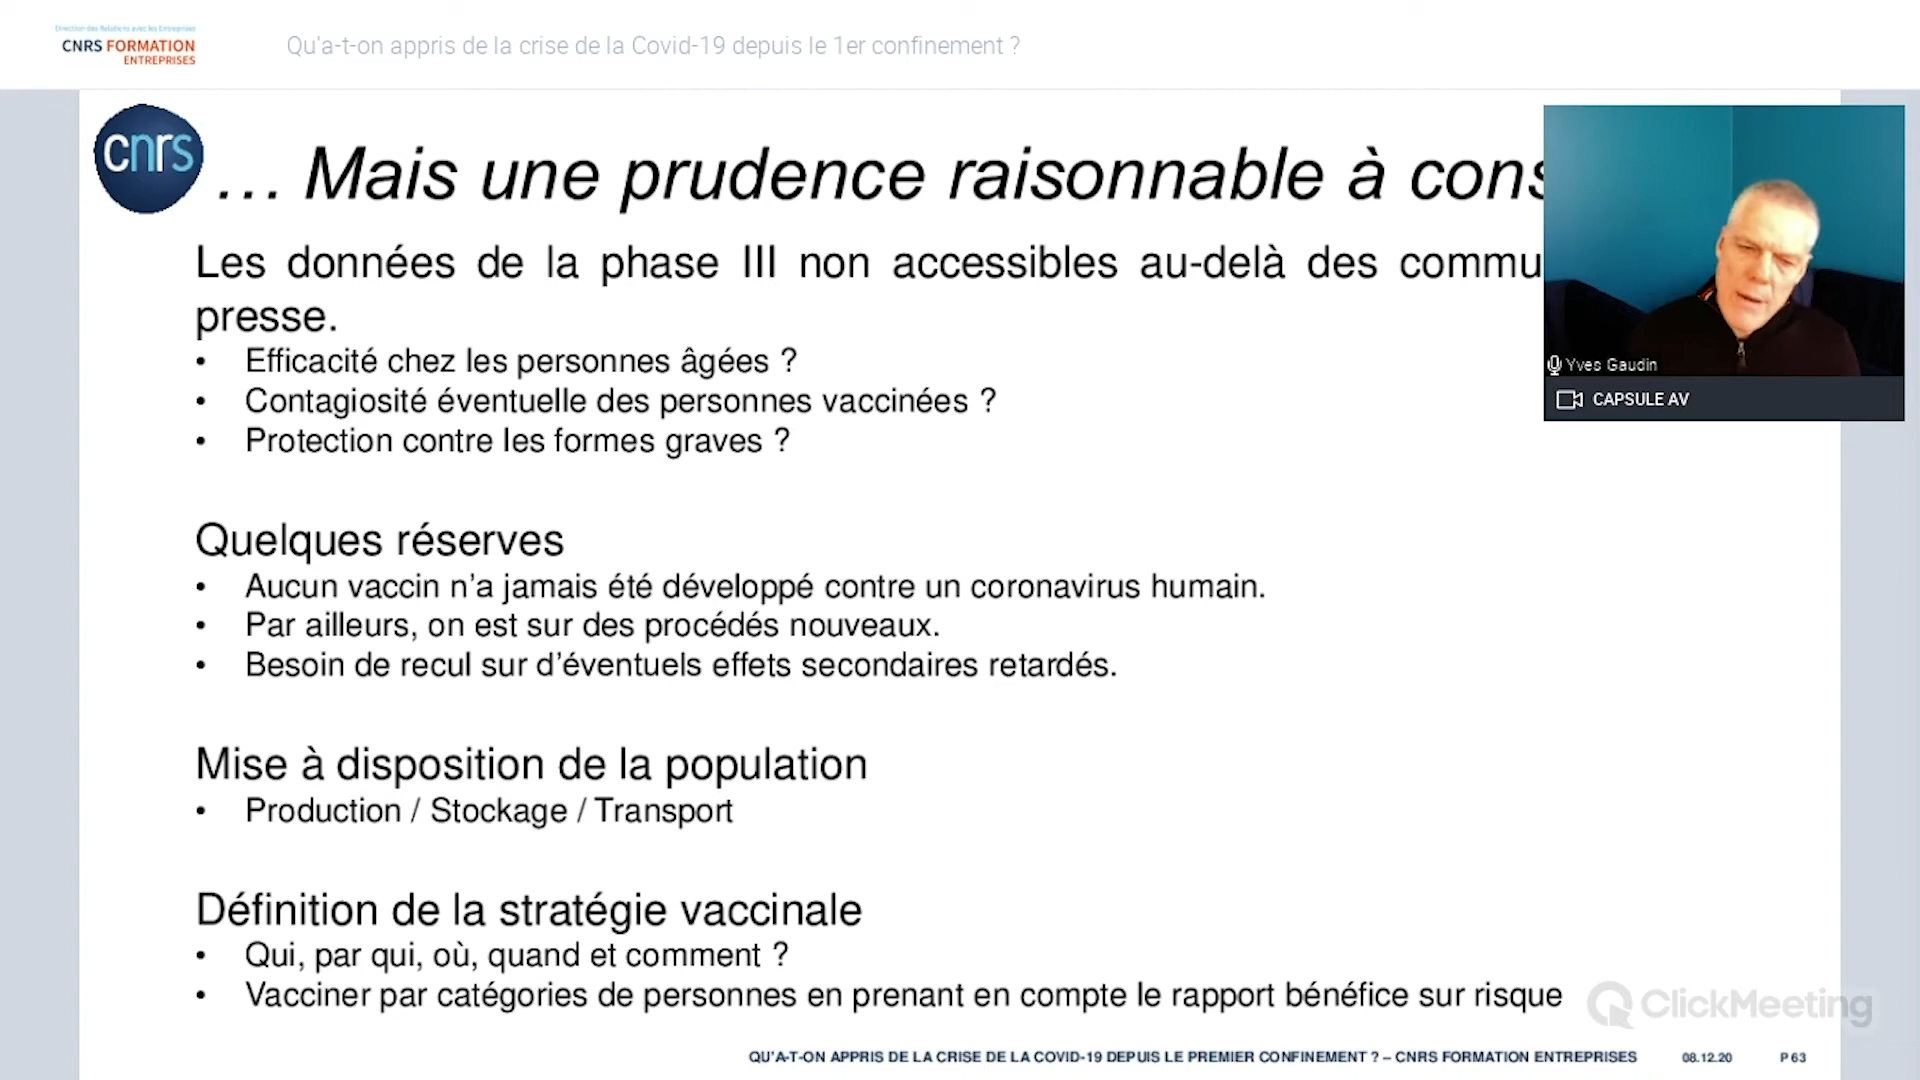 Direction des Relations avec les Entreprises
CNRS FORMATION
ENTREPRISES
Qu'a-t-on appris de la crise de la Covid-19 depuis le 1er confinement ?
cnrs
… Mais une prudence raisonnable à cons
Les données de la phase III non accessibles au-delà des commu
presse.
• Efficacité chez les personnes âgées ?
• Contagiosité éventuelle des personnes vaccinées ?
• Protection contre les formes graves ?
Yves Gaudin
CAPSULE AV
Quelques réserves
• Aucun vaccin n’a jamais été développé contre un coronavirus humain.
• Par ailleurs, on est sur des procédés nouveaux.
• Besoin de recul sur d’éventuels effets secondaires retardés.
Mise à disposition de la population
• Production / Stockage / Transport
Définition de la stratégie vaccinale
• Qui, par qui, où, quand et comment ?
• Vacciner par catégories de personnes en prenant en compte le rapport bénéfice sur risque
ClickMeeting
QU’A-T-ON APPRIS DE LA CRISE DE LA COVID-19 DEPUIS LE PREMIER CONFINEMENT ? – CNRS FORMATION ENTREPRISES 08.12.20 P 63